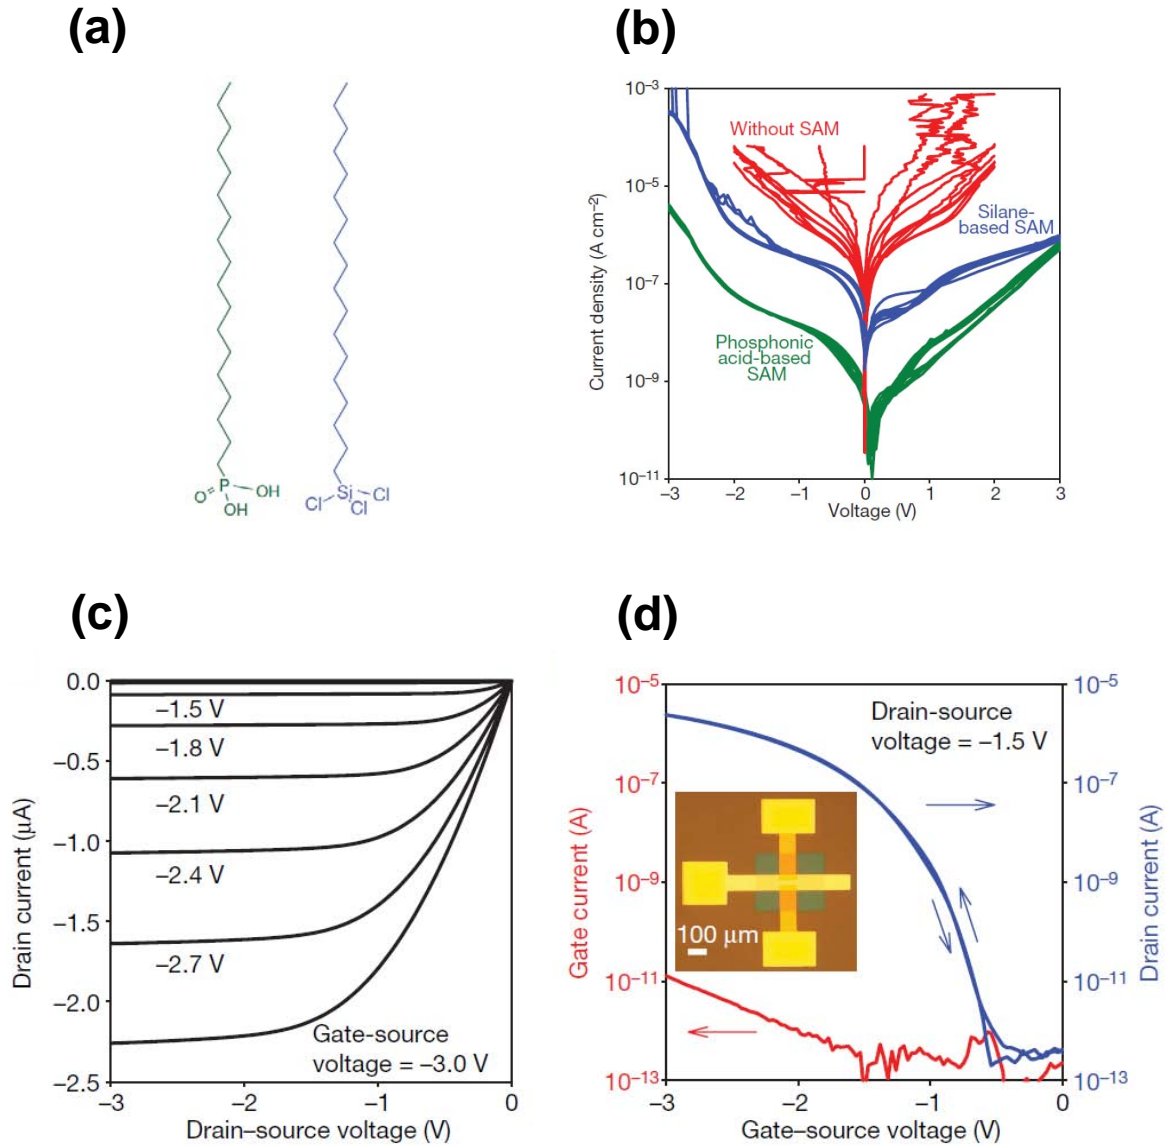 (a)
O
P
OH
OH
Cl
Si
Cl
Cl
(b)
10–3
10–5
10–7
10–9
10–11
Current density (A cm–2)
Without SAM
Silane-
based SAM
Phosphonic
acid-based
SAM
–3 –2 –1 0 1 2 3
Voltage (V)
(c)
0.0
–0.5
–1.0
–1.5
–2.0
–2.5
Drain current (μA)
–1.5 V
–1.8 V
–2.1 V
–2.4 V
–2.7 V
Gate-source
voltage = –3.0 V
–3 –2 –1 0
Drain–source voltage (V)
(d)
10–5
10–7
10–9
10–11
10–13
Gate current (A)
Drain-source
voltage = –1.5 V
100 μm
10–5
10–7
10–9
10–11
10–13
Drain current (A)
–3 –2 –1 0
Gate–source voltage (V)